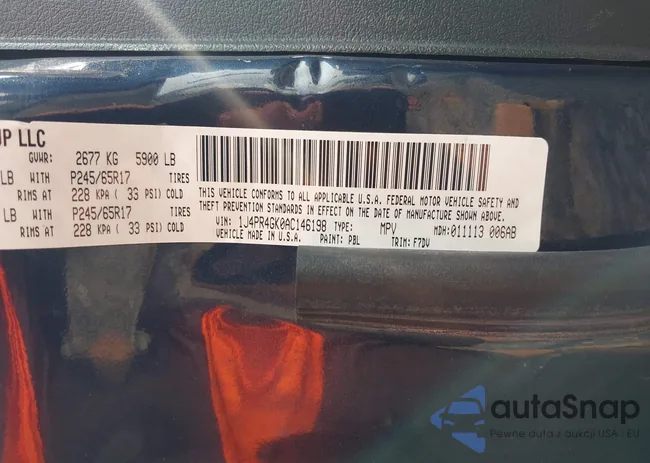 UP LLC
GVWR: 2677 KG 5900 LB
LB WITH P245/65R17 TIRES
RIMS AT 228 KPA ( 33 PSI) COLD
LB WITH P245/65R17 TIRES
RIMS AT 228 KPA ( 33 PSI) COLD
THIS VEHICLE CONFORMS TO ALL APPLICABLE U.S.A. FEDERAL MOTOR VEHICLE SAFETY AND
THEFT PREVENTION STANDARDS IN EFFECT ON THE DATE OF MANUFACTURE SHOWN ABOVE.
VIN: 1J4PR4GK0AC146198 TYPE: MPV MDH: 011113 006AB
VEHICLE MADE IN U.S.A. PAINT: PBL TRIM: F7DV
autaSnap
Pewne auta z aukcji USA - EU